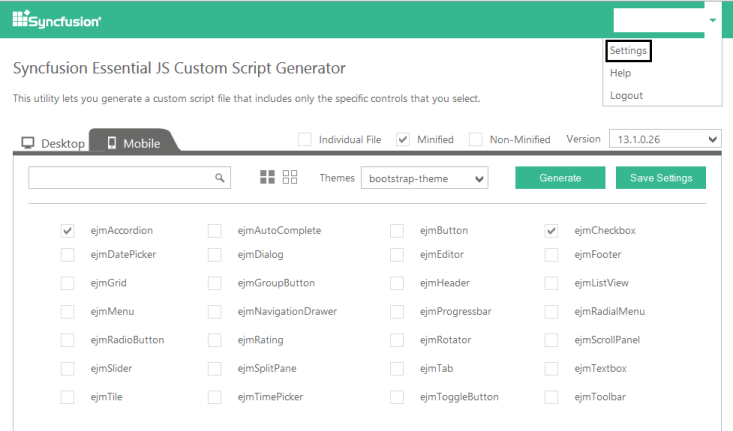 Syncfusion
Settings
Help
Logout
Syncfusion Essential JS Custom Script Generator
This utility lets you generate a custom script file that includes only the specific controls that you select.
Desktop Mobile Individual File Minified Non-Minified Version 13.1.0.26
Themes bootstrap-theme Generate Save Settings
ejmAccordion ejmAutoComplete ejmButton ejmCheckbox
ejmDatePicker ejmDialog ejmEditor ejmFooter
ejmGrid ejmGroupButton ejmHeader ejmListView
ejmMenu ejmNavigationDrawer ejmProgressbar ejmRadialMenu
ejmRadioButton ejmRating ejmRotator ejmScrollPanel
ejmSlider ejmSplitPane ejmTab ejmTextbox
ejmTile ejmTimePicker ejmToggleButton ejmToolbar